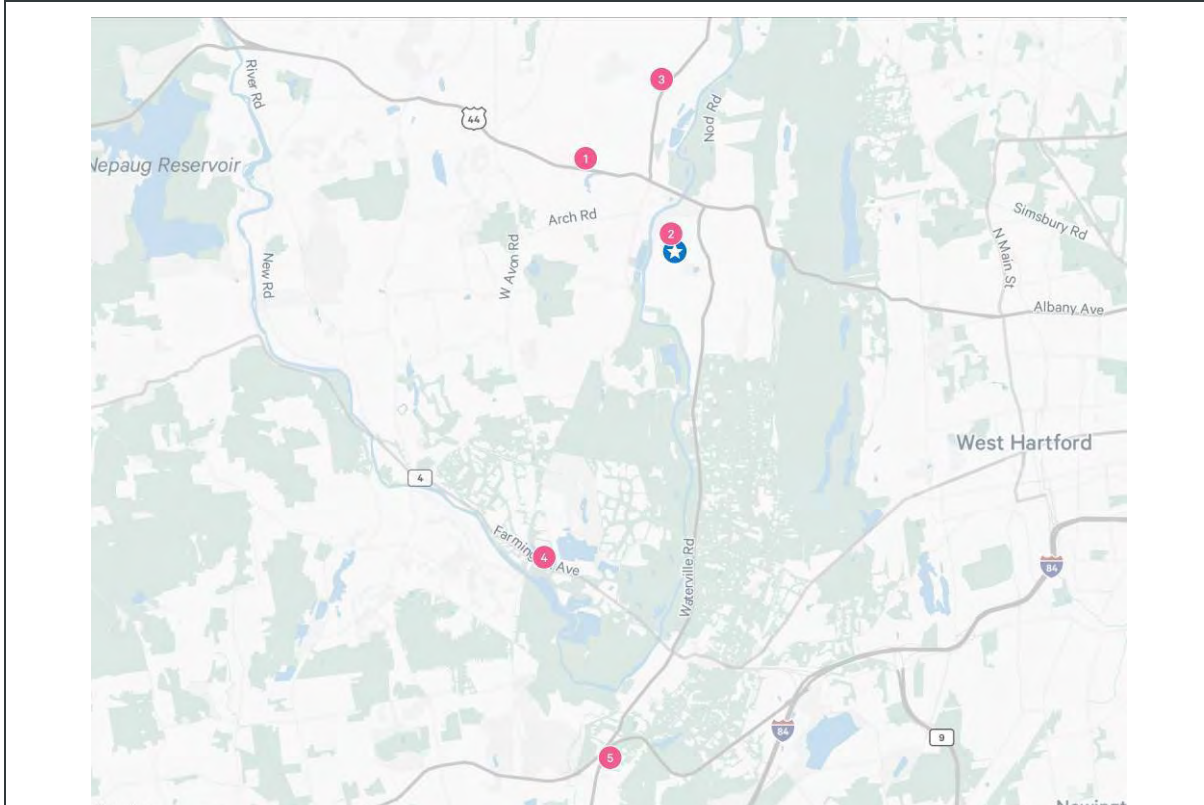 River Rd
44
3
Nod Rd
Nepaug Reservoir
1
Arch Rd
Simsbury Rd
2
N Main St
W Avon Rd
New Rd
Albany Ave
West Hartford
4
Farming
4
Ave
Waterville Rd
84
84
9
5